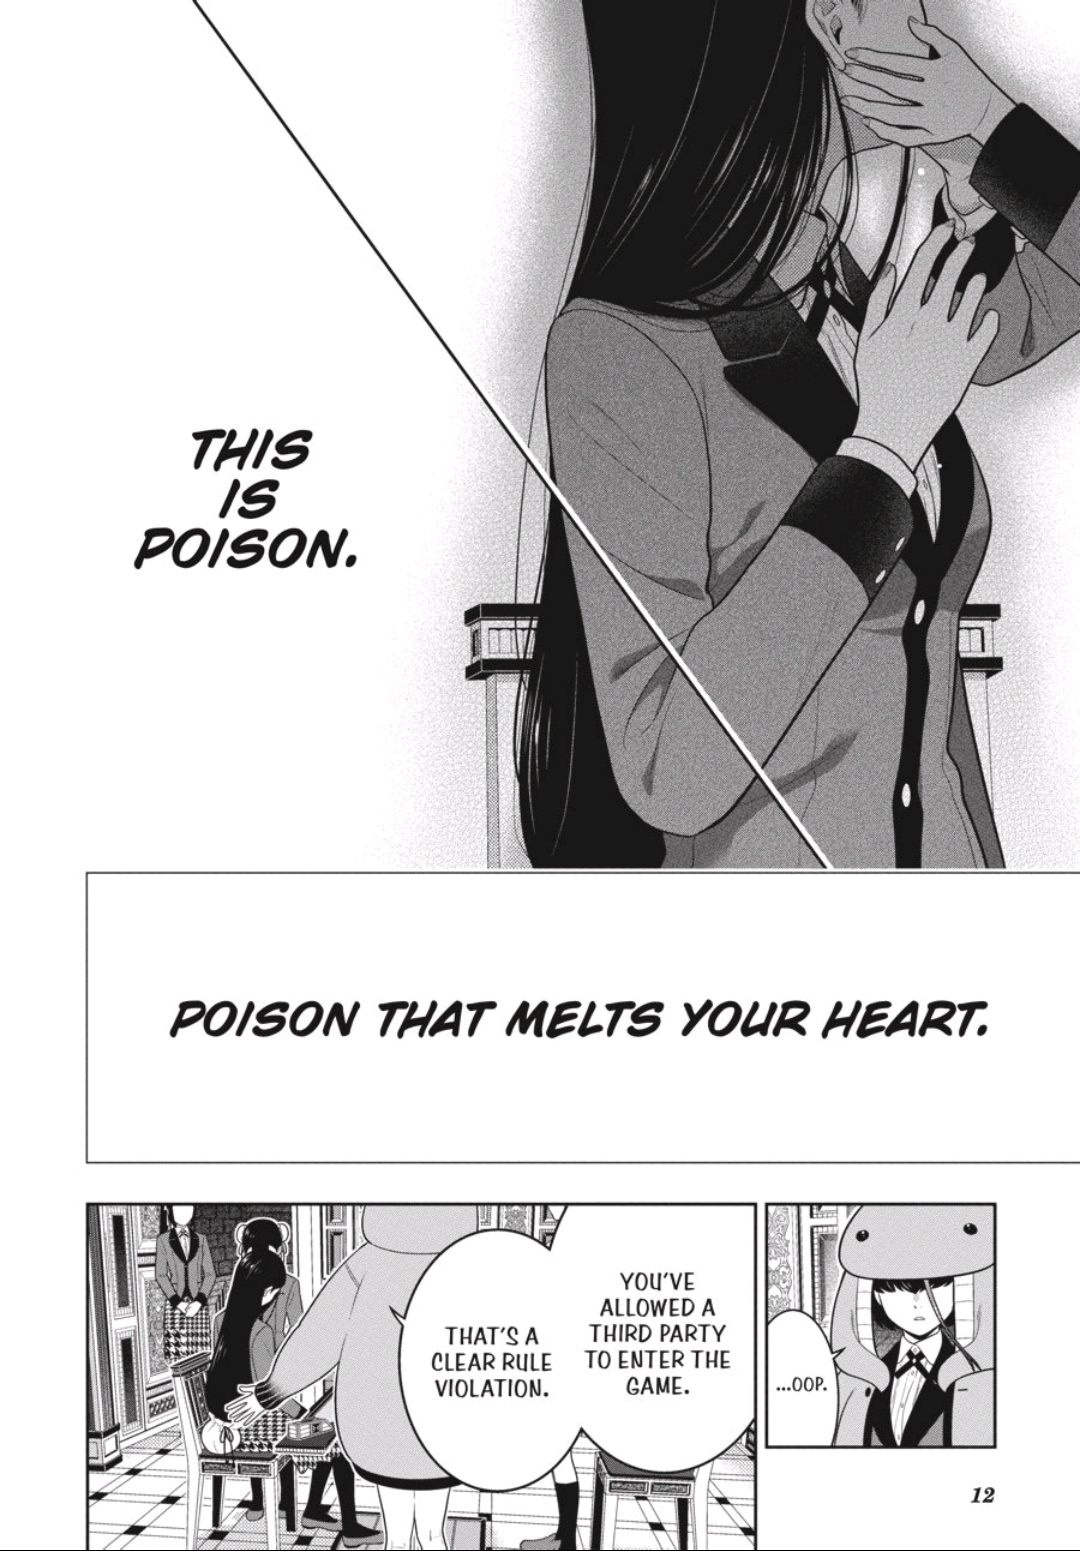 THIS
IS
POISON.
POISON THAT MELTS YOUR HEART.
...OOP.
YOU'VE
ALLOWED A
THIRD PARTY
TO ENTER THE
GAME.
THAT'S A
CLEAR RULE
VIOLATION.
12